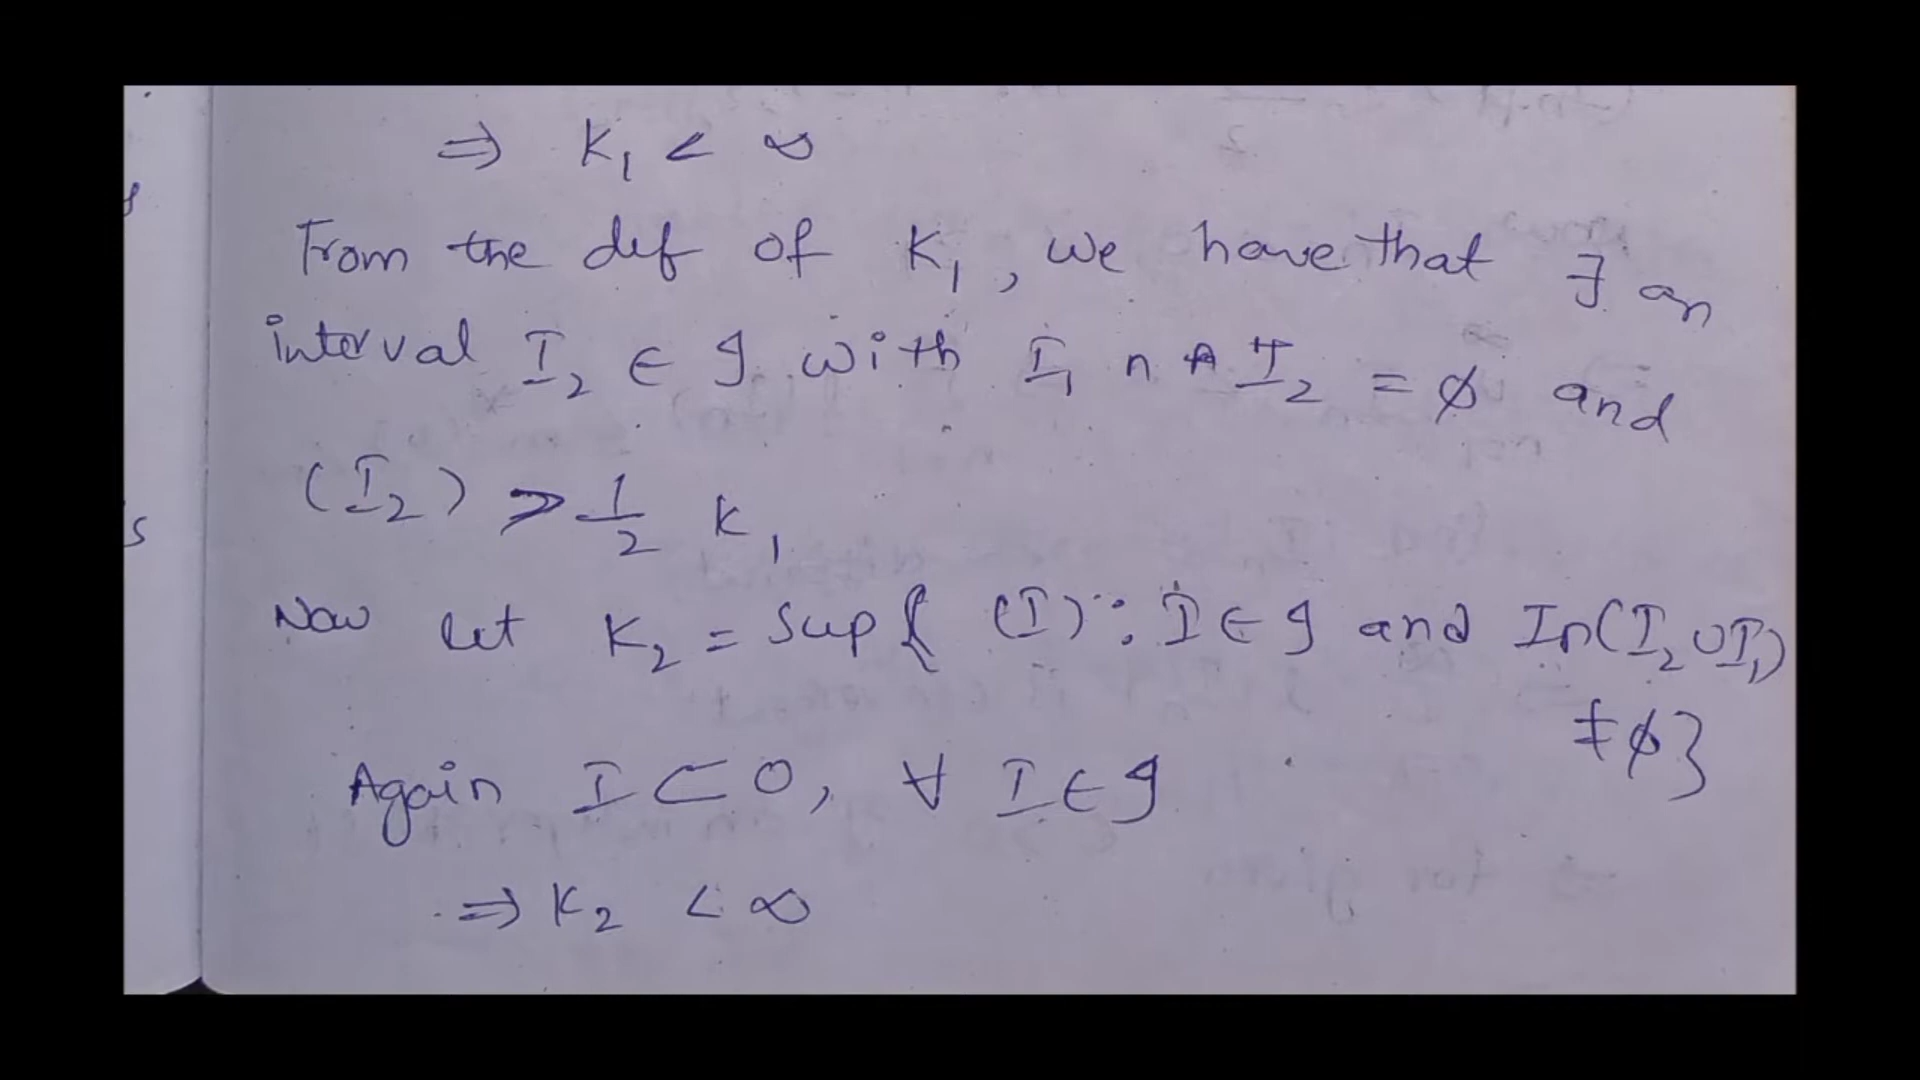 ⇒ K₁ < ∞
From the def of K₁, we have that ∃ an
interval I₂ ∈ 𝒥 with I₁ ∩ I₂ = ∅ and
(I₂) > 1/2 K₁
Now let K₂ = Sup{ (I) : I ∈ 𝒥 and I∩(I₂∪I₁)
≠ ∅}
Again I ⊂ O, ∀ I ∈ 𝒥
⇒ K₂ < ∞